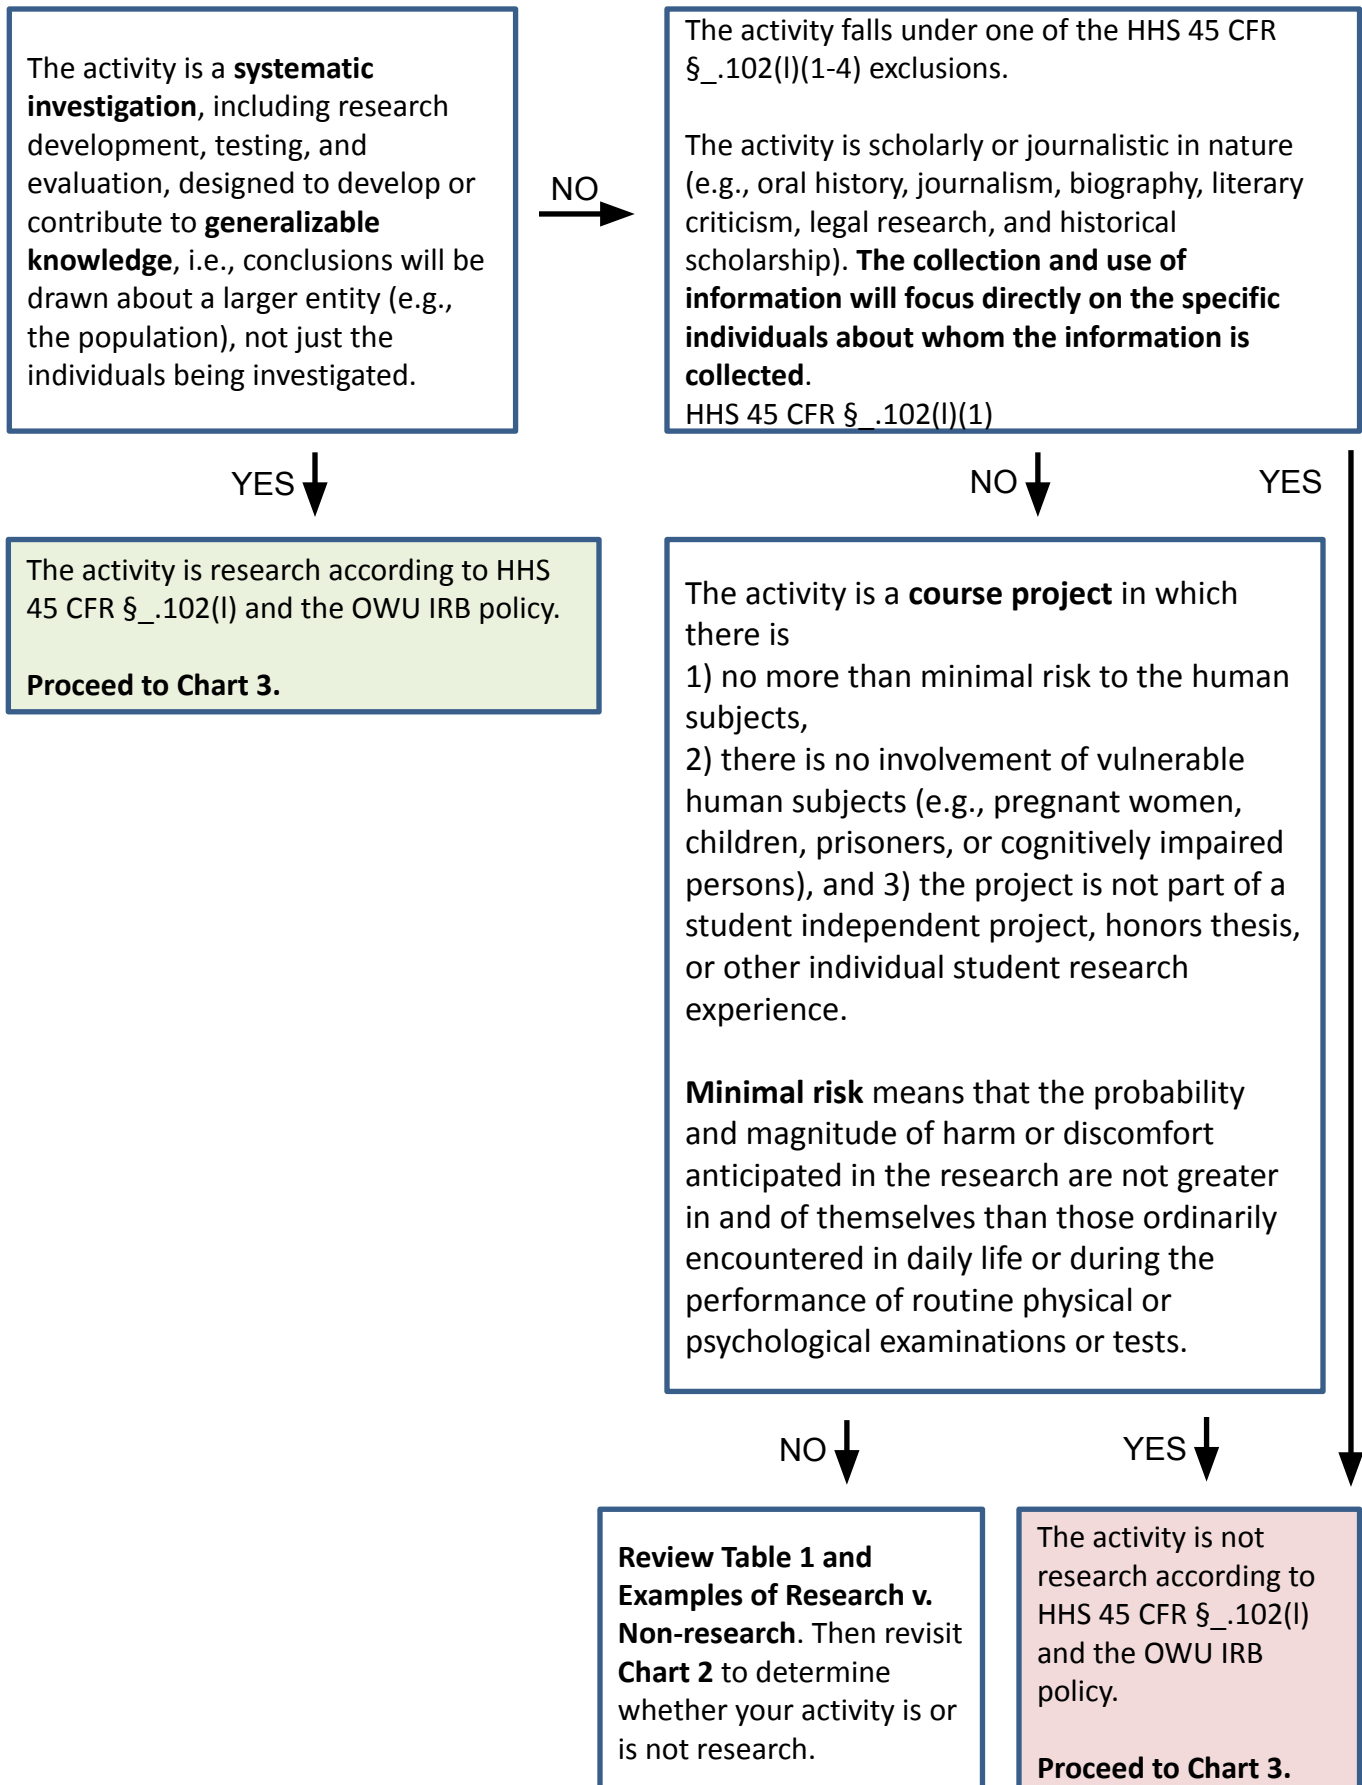 The activity is a systematic
investigation, including research
development, testing, and
evaluation, designed to develop or
contribute to generalizable
knowledge, i.e., conclusions will be
drawn about a larger entity (e.g.,
the population), not just the
individuals being investigated.
NO
The activity falls under one of the HHS 45 CFR
§_.102(l)(1-4) exclusions.
The activity is scholarly or journalistic in nature
(e.g., oral history, journalism, biography, literary
criticism, legal research, and historical
scholarship). The collection and use of
information will focus directly on the specific
individuals about whom the information is
collected.
HHS 45 CFR §_.102(l)(1)
YES
NO
YES
The activity is research according to HHS
45 CFR §_.102(l) and the OWU IRB policy.
Proceed to Chart 3.
The activity is a course project in which
there is
1) no more than minimal risk to the human
subjects,
2) there is no involvement of vulnerable
human subjects (e.g., pregnant women,
children, prisoners, or cognitively impaired
persons), and 3) the project is not part of a
student independent project, honors thesis,
or other individual student research
experience.
Minimal risk means that the probability
and magnitude of harm or discomfort
anticipated in the research are not greater
in and of themselves than those ordinarily
encountered in daily life or during the
performance of routine physical or
psychological examinations or tests.
NO
YES
Review Table 1 and
Examples of Research v.
Non-research. Then revisit
Chart 2 to determine
whether your activity is or
is not research.
The activity is not
research according to
HHS 45 CFR §_.102(l)
and the OWU IRB
policy.
Proceed to Chart 3.